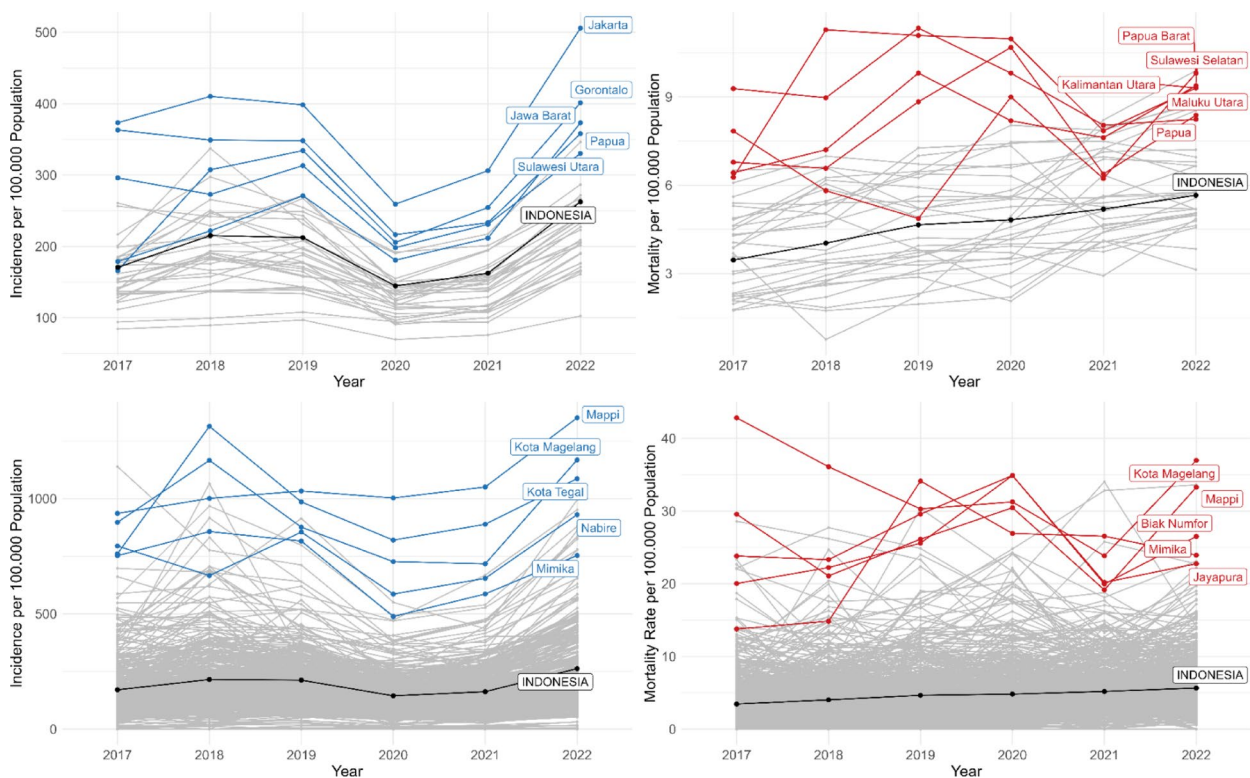 Incidence per 100.000 Population
500
400
300
200
100
Jakarta
Gorontalo
Jawa Barat
Papua
Sulawesi Utara
INDONESIA
2017 2018 2019 2020 2021 2022
Year
Mortality per 100.000 Population
9
6
3
Papua Barat
Sulawesi Selatan
Kalimantan Utara
Maluku Utara
Papua
INDONESIA
2017 2018 2019 2020 2021 2022
Year
Incidence per 100.000 Population
1000
500
0
Mappi
Kota Magelang
Kota Tegal
Nabire
Mimika
INDONESIA
2017 2018 2019 2020 2021 2022
Year
Mortality Rate per 100.000 Population
40
30
20
10
0
Kota Magelang
Mappi
Biak Numfor
Mimika
Jayapura
INDONESIA
2017 2018 2019 2020 2021 2022
Year